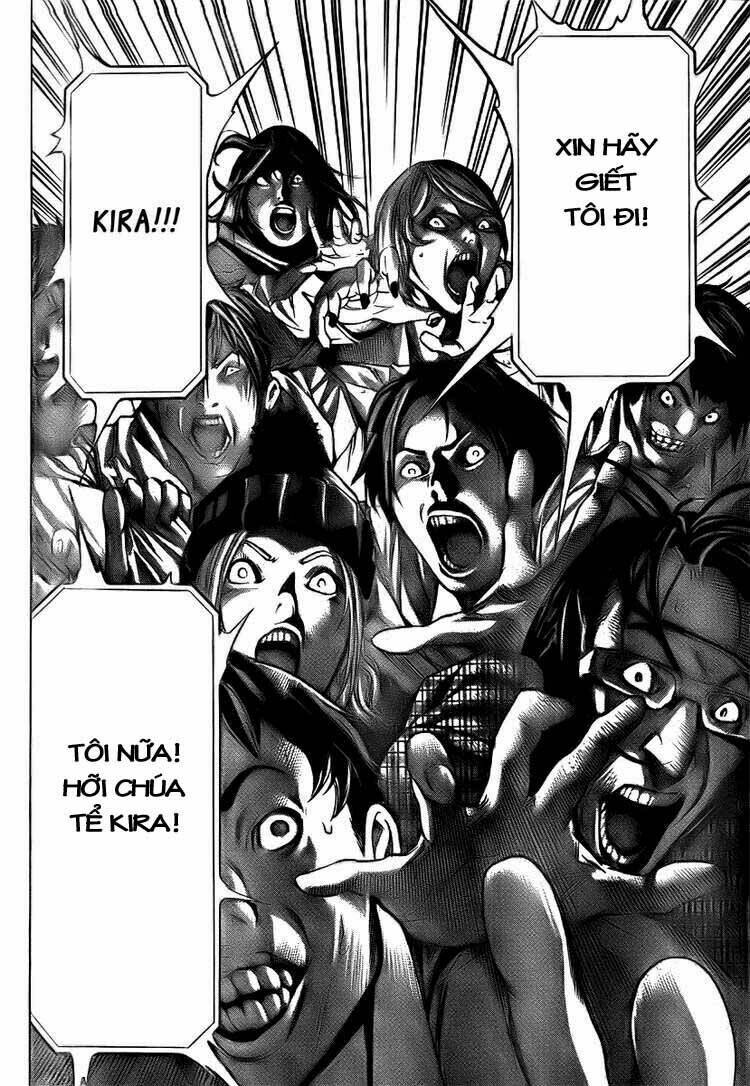 XIN HÃY
GIẾT
TÔI ĐI!
KIRA!!!
TÔI NỮA!
HỠI CHÚA
TỂ KIRA!